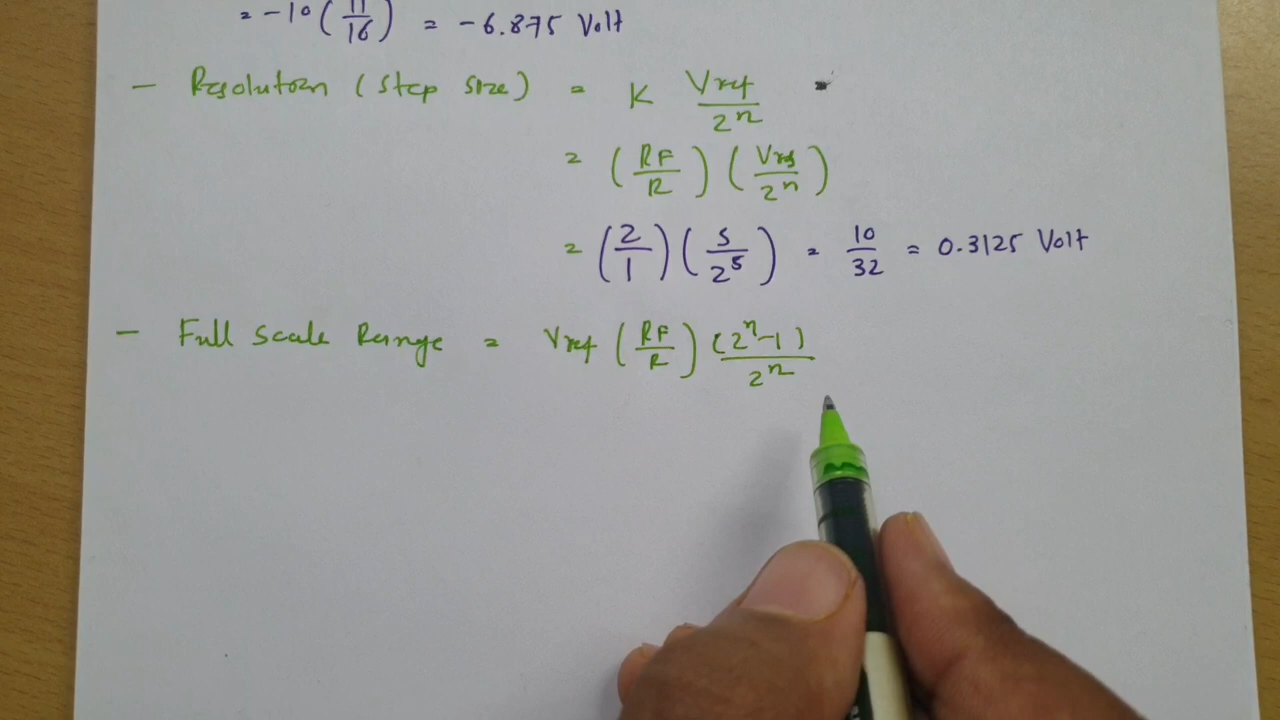 = -10 (11/16) = -6.875 Volt
- Resolution (step size) = K Vref/2^n
= (RF/R) (Vref/2^n)
= (2/1) (5/2^5) = 10/32 = 0.3125 Volt
- Full scale Range = Vref (RF/R) (2^n-1)/2^n